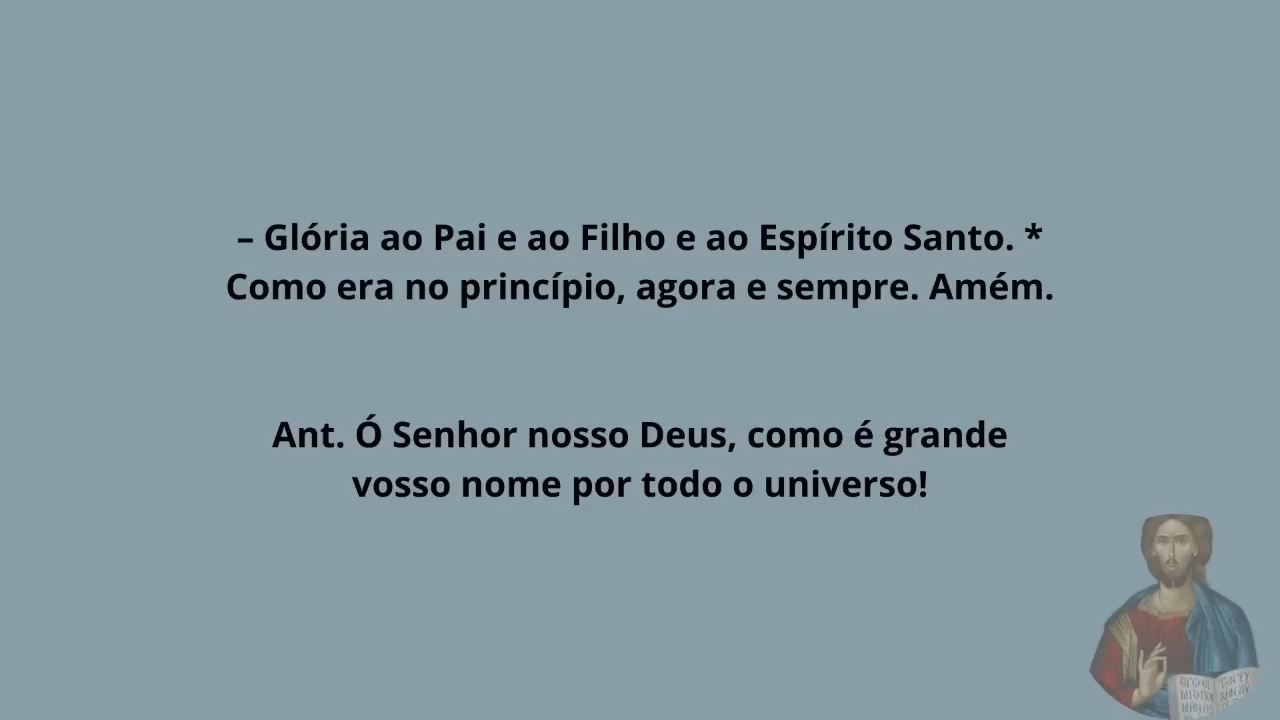 – Glória ao Pai e ao Filho e ao Espírito Santo. *
Como era no princípio, agora e sempre. Amém.
Ant. Ó Senhor nosso Deus, como é grande
vosso nome por todo o universo!